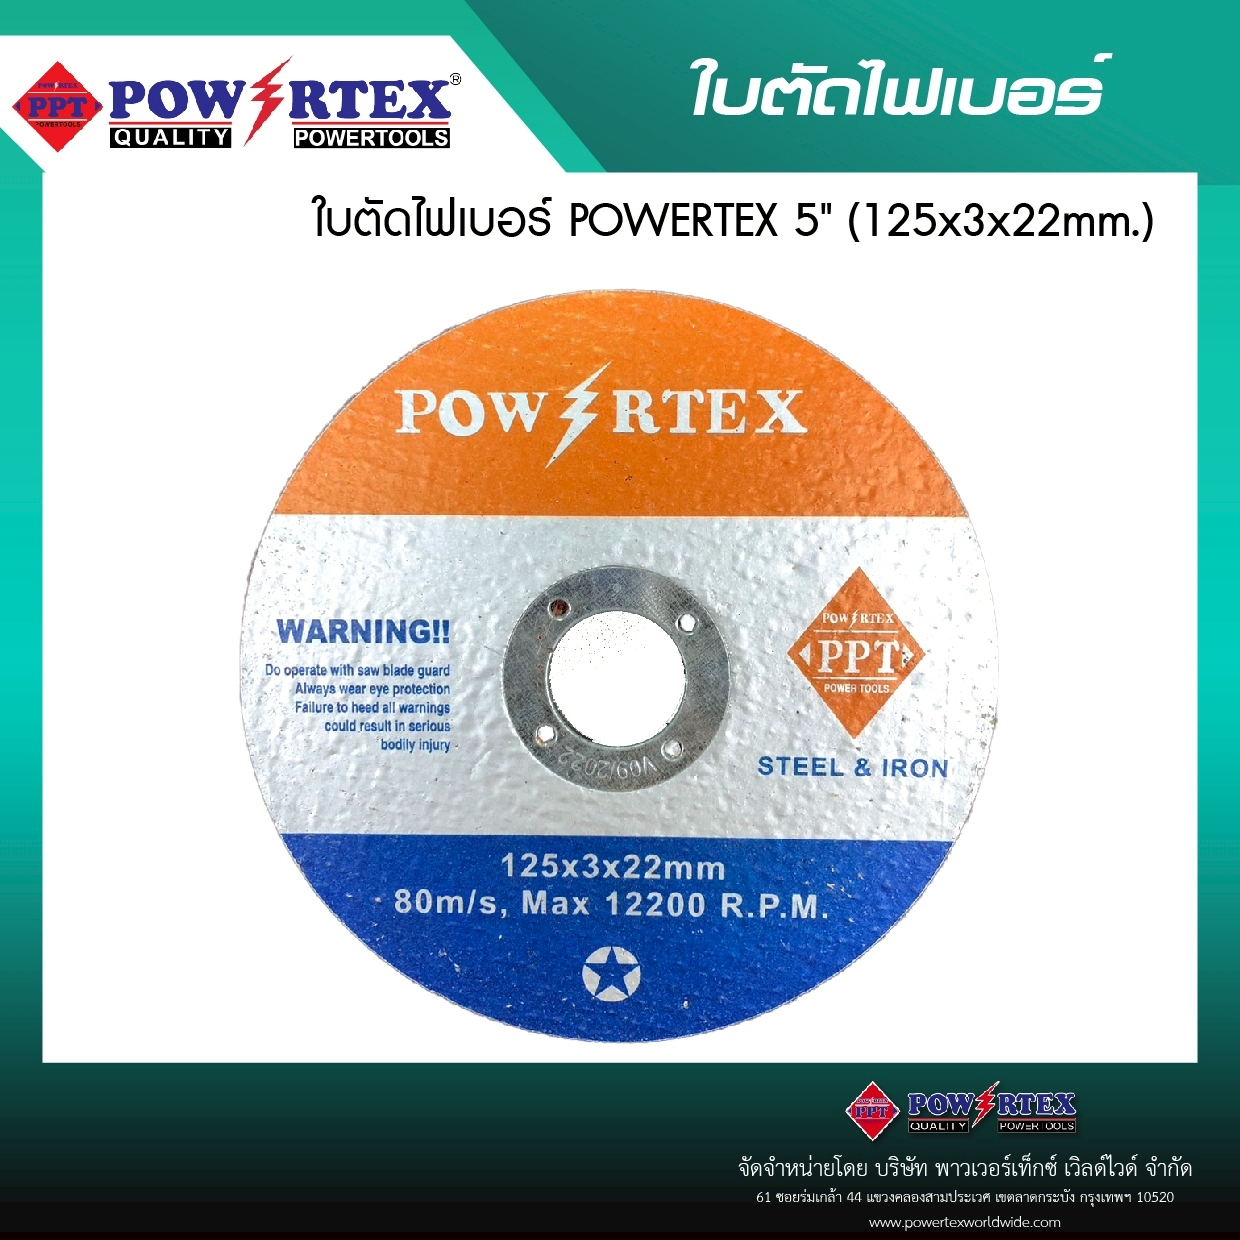 POWERTEX®
PPT
QUALITY POWERTOOLS
ใบตัดไฟเบอร์
ใบตัดไฟเบอร์ POWERTEX 5" (125x3x22mm.)
POWERTEX
WARNING!!
Do operate with saw blade guard
Always wear eye protection
Failure to heed all warnings
could result in serious
bodily injury
POWERTEX
PPT
POWER TOOLS
STEEL & IRON
V09/2022
125x3x22mm
80m/s, Max 12200 R.P.M.
PPT
POWERTEX
QUALITY POWERTOOLS
จัดจำหน่ายโดย บริษัท พาวเวอร์เท็กซ์ เวิลด์ไวด์ จำกัด
61 ซอยร่มเกล้า 44 แขวงคลองสามประเวศ เขตลาดกระบัง กรุงเทพฯ 10520
www.powertexworldwide.com